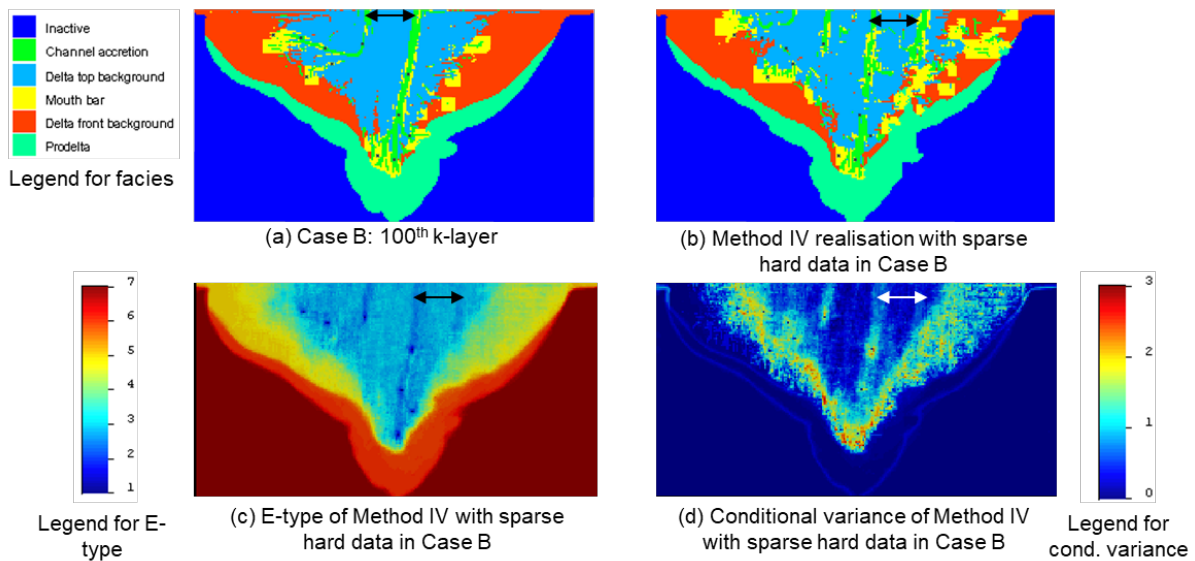 Inactive
Channel accretion
Delta top background
Mouth bar
Delta front background
Prodelta
Legend for facies
(a) Case B: 100th k-layer
(b) Method IV realisation with sparse
hard data in Case B
7
6
5
4
3
2
1
Legend for E-
type
(c) E-type of Method IV with sparse
hard data in Case B
(d) Conditional variance of Method IV
with sparse hard data in Case B
3
2
1
0
Legend for
cond. variance